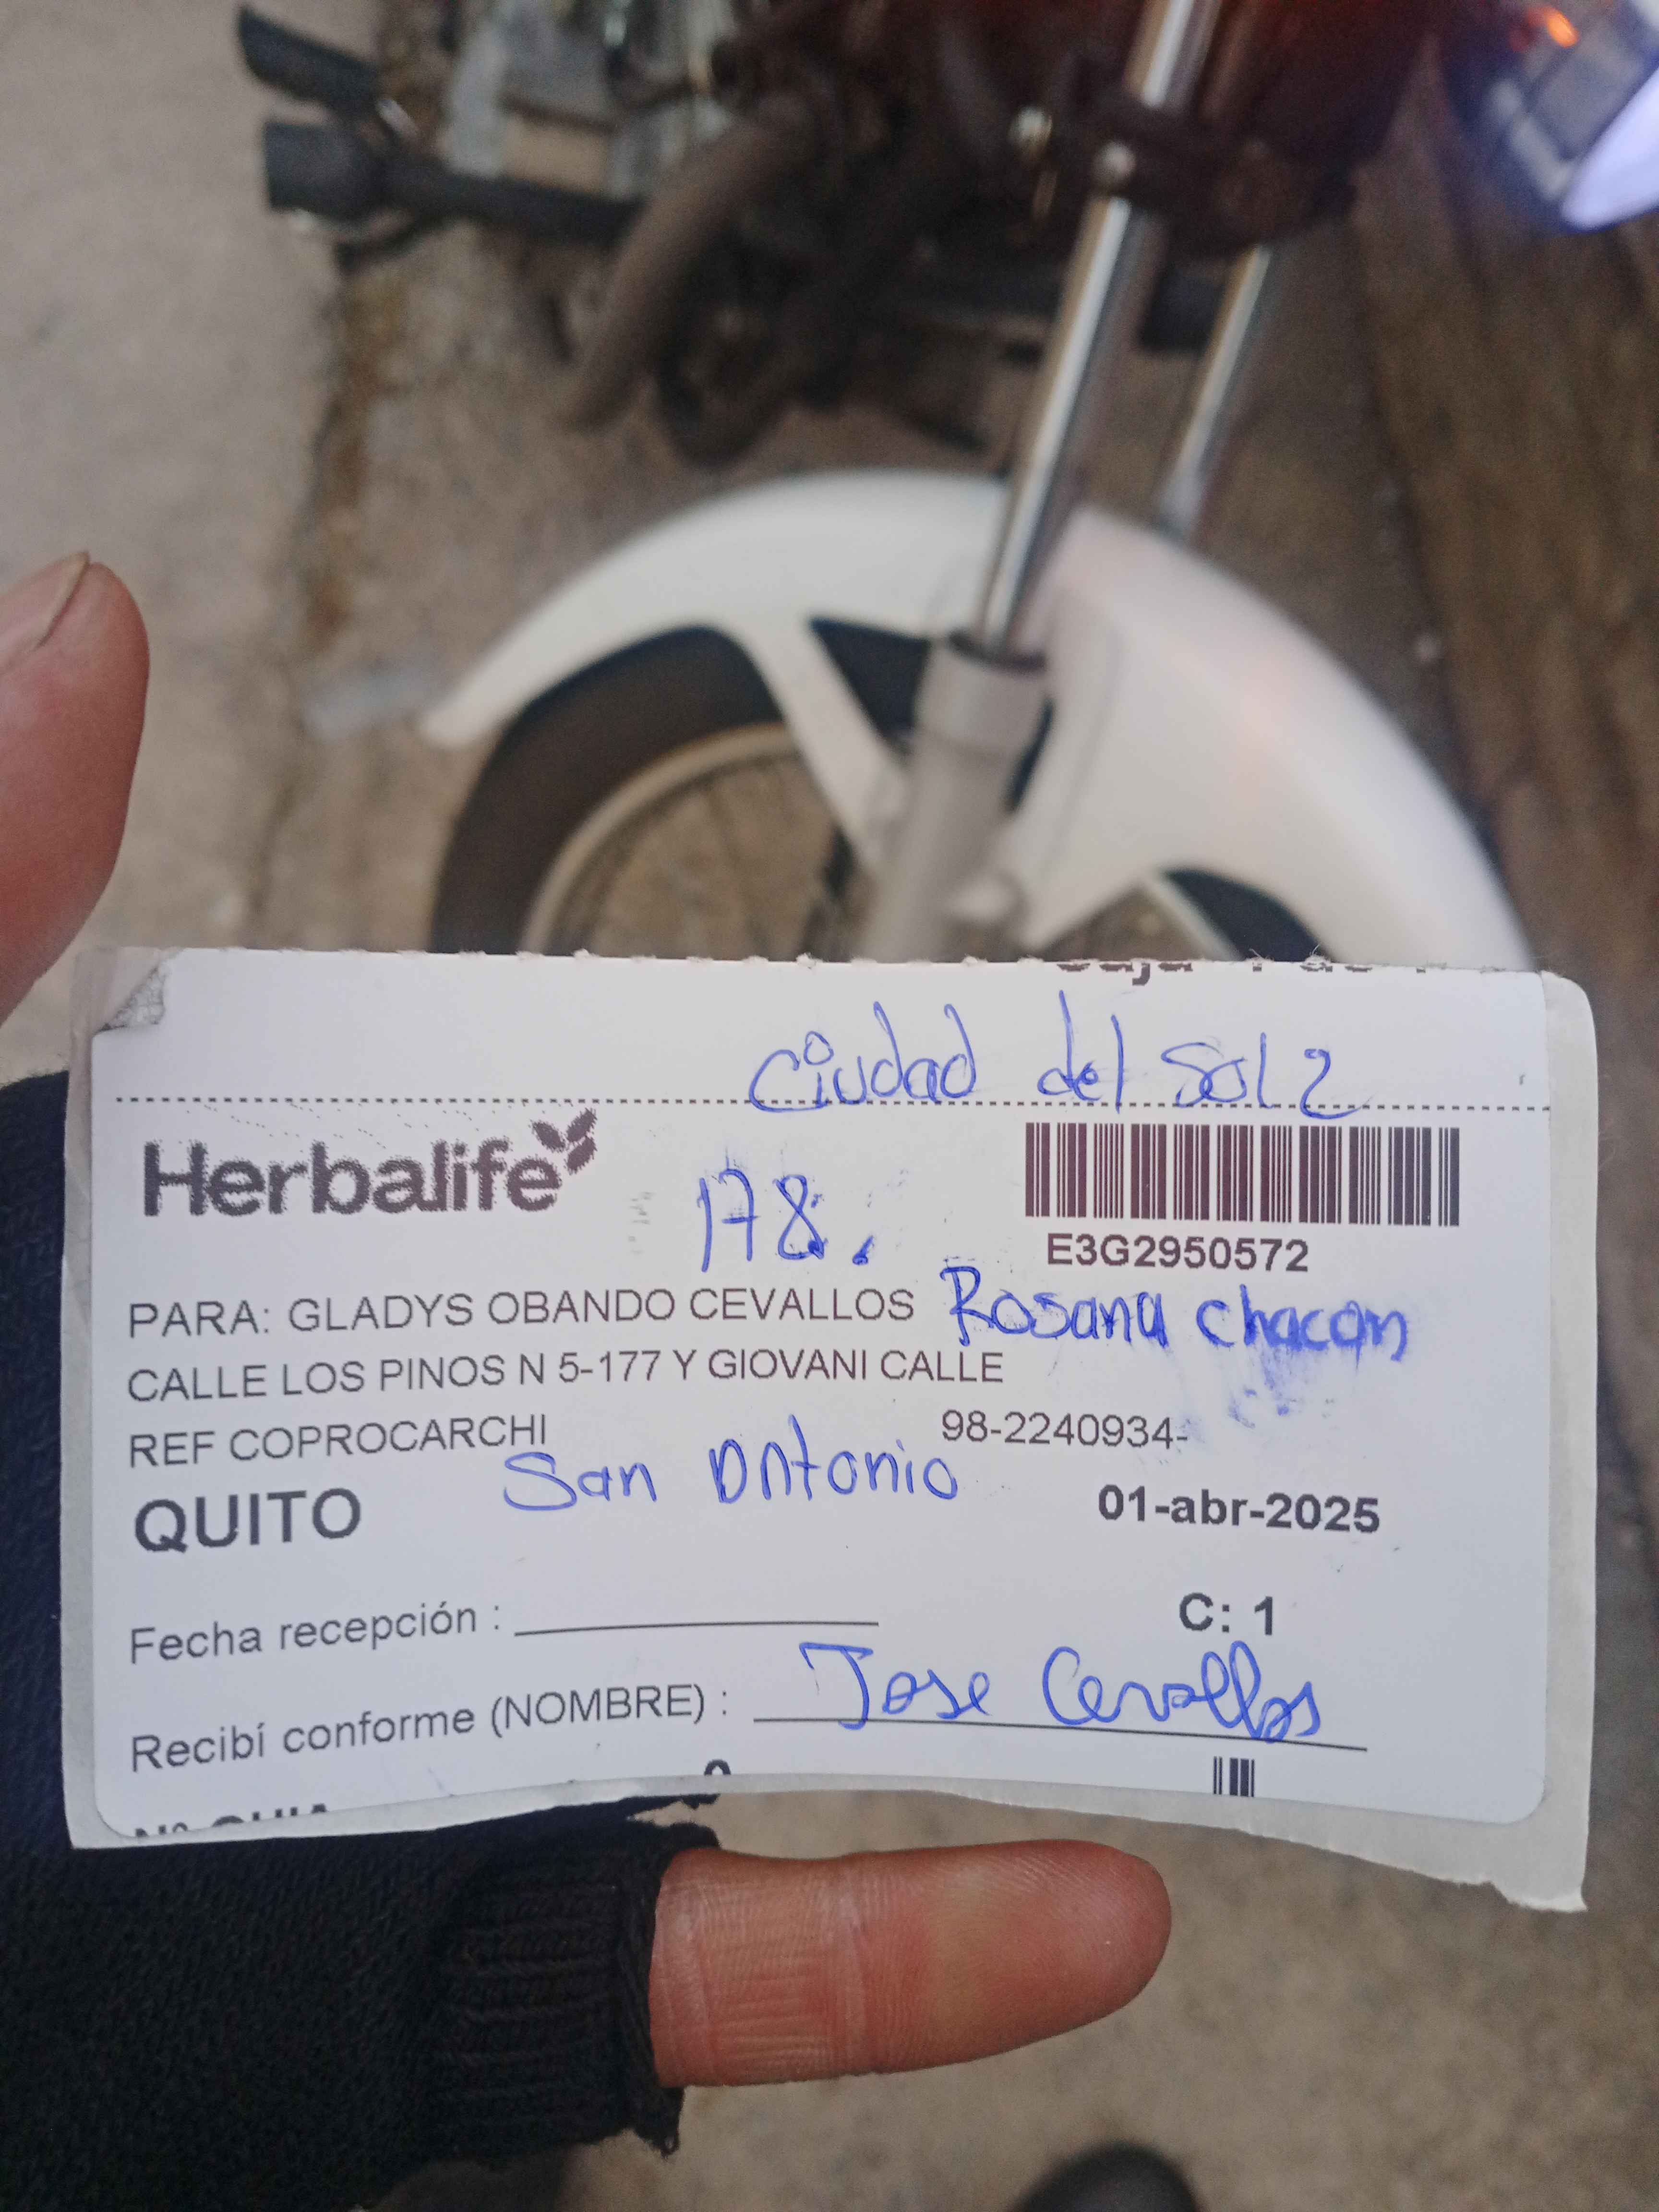 Ciudad del Sol 2
Herbalife
178.
E3G2950572
PARA: GLADYS OBANDO CEVALLOS Rosana Chacon
CALLE LOS PINOS N 5-177 Y GIOVANI CALLE
REF COPROCARCHI 98-2240934-
San Antonio
QUITO 01-abr-2025
C: 1
Fecha recepción :
Recibí conforme (NOMBRE) : Jose Cevallos